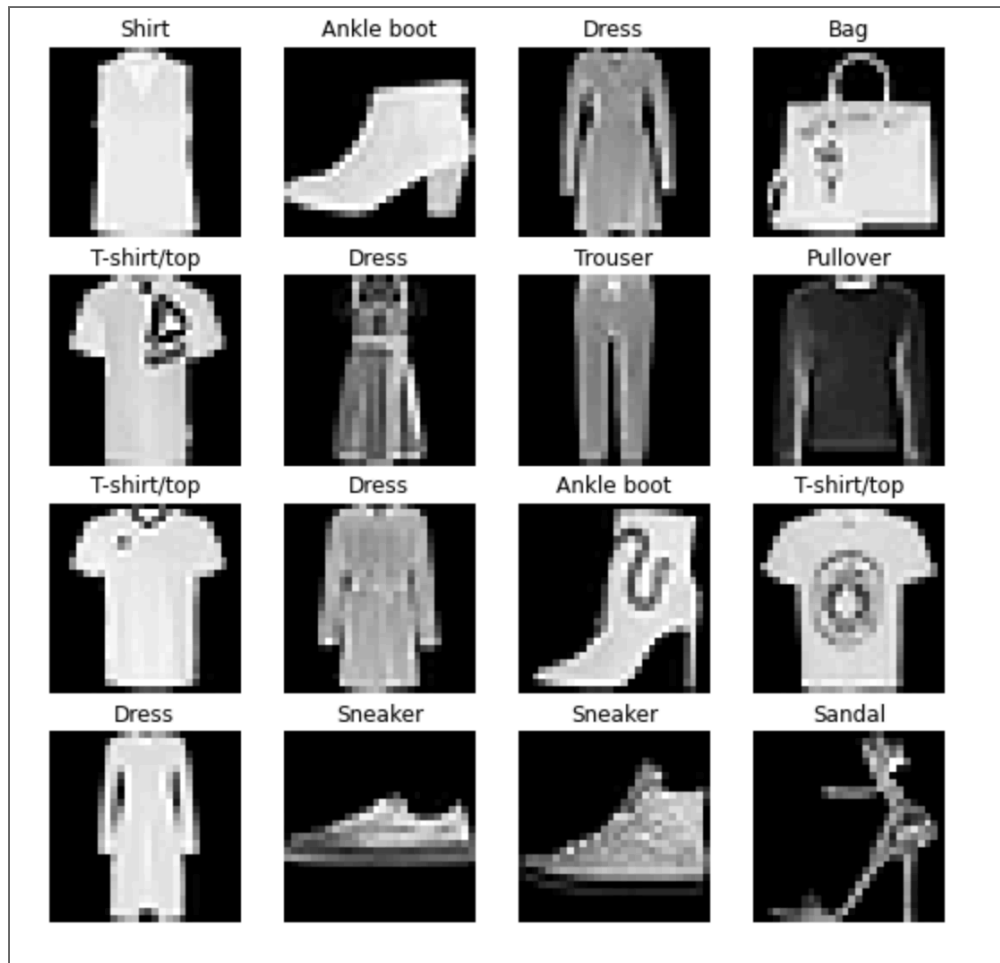 Shirt Ankle boot Dress Bag
T-shirt/top Dress Trouser Pullover
T-shirt/top Dress Ankle boot T-shirt/top
Dress Sneaker Sneaker Sandal